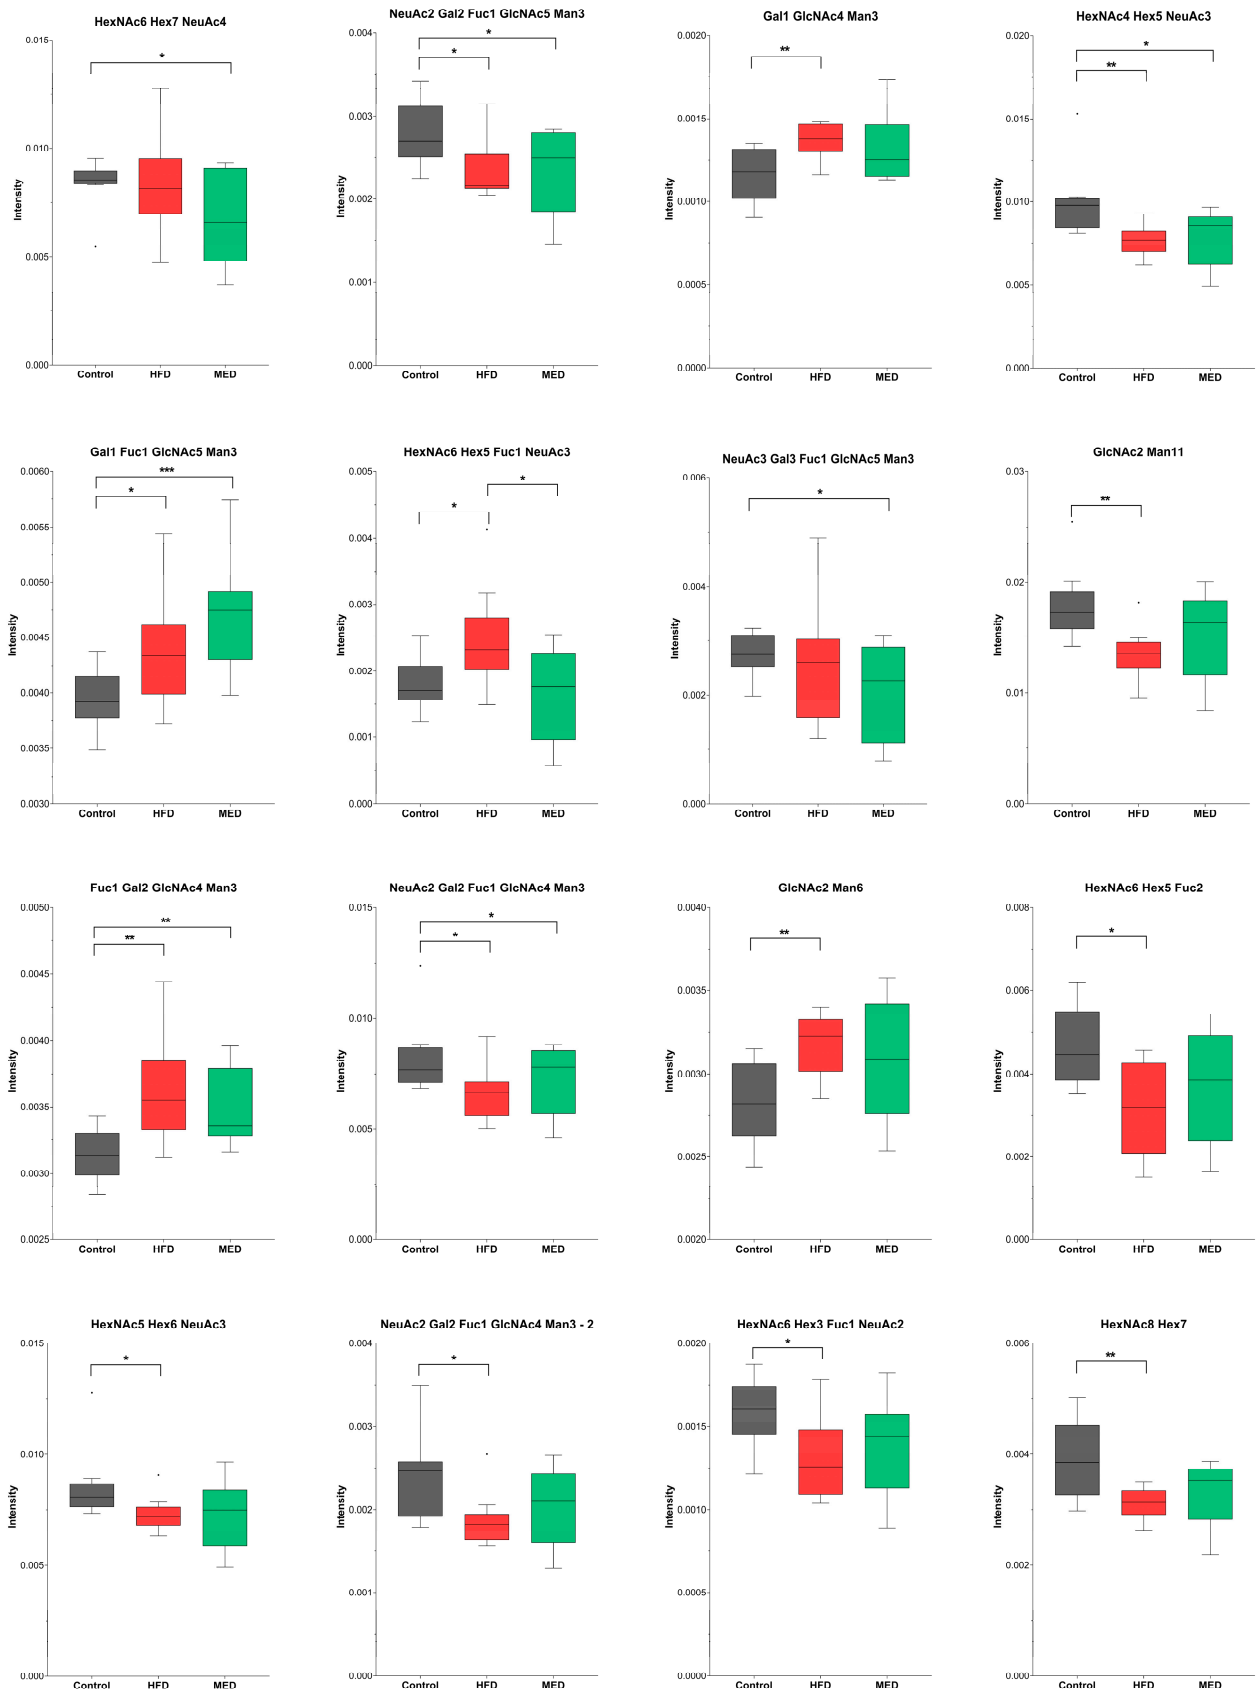 HexNAc6 Hex7 NeuAc4
0.015
*
0.010
Intensity
0.005
0.000
Control HFD MED
NeuAc2 Gal2 Fuc1 GlcNAc5 Man3
0.004
*
*
0.003
Intensity
0.002
0.001
0.000
Control HFD MED
Gal1 GlcNAc4 Man3
0.0020
**
0.0015
Intensity
0.0010
0.0005
0.0000
Control HFD MED
HexNAc4 Hex5 NeuAc3
0.020
*
**
0.015
Intensity
0.010
0.005
0.000
Control HFD MED
Gal1 Fuc1 GlcNAc5 Man3
0.0060
***
*
0.0065
0.0050
Intensity
0.0045
0.0040
0.0035
0.0030
Control HFD MED
HexNAc6 Hex5 Fuc1 NeuAc3
0.005
*
*
0.004
0.003
Intensity
0.002
0.001
0.000
Control HFD MED
NeuAc3 Gal3 Fuc1 GlcNAc5 Man3
0.006
*
0.004
Intensity
0.002
0.000
Control HFD MED
GlcNAc2 Man11
0.03
**
0.02
Intensity
0.01
0.00
Control HFD MED
Fuc1 Gal2 GlcNAc4 Man3
0.0050
**
**
0.0045
0.0040
Intensity
0.0035
0.0030
0.0025
Control HFD MED
NeuAc2 Gal2 Fuc1 GlcNAc4 Man3
0.015
*
*
0.010
Intensity
0.005
0.000
Control HFD MED
GlcNAc2 Man6
0.0040
**
0.0035
Intensity
0.0030
0.0025
0.0020
Control HFD MED
HexNAc6 Hex5 Fuc2
0.008
*
0.006
Intensity
0.004
0.002
0.000
Control HFD MED
HexNAc5 Hex6 NeuAc3
0.015
*
0.010
Intensity
0.005
0.000
Control HFD MED
NeuAc2 Gal2 Fuc1 GlcNAc4 Man3 - 2
0.004
*
0.003
Intensity
0.002
0.001
0.000
Control HFD MED
HexNAc6 Hex3 Fuc1 NeuAc2
0.0020
*
0.0015
Intensity
0.0010
0.0005
0.0000
Control HFD MED
HexNAc8 Hex7
0.006
**
0.004
Intensity
0.002
0.000
Control HFD MED